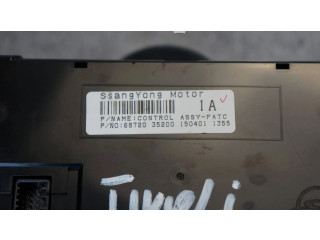 SsangYong Motor
1A
P/NAME:CONTROL ASSY-FATC
P/NO:68720 35200 150401 1355